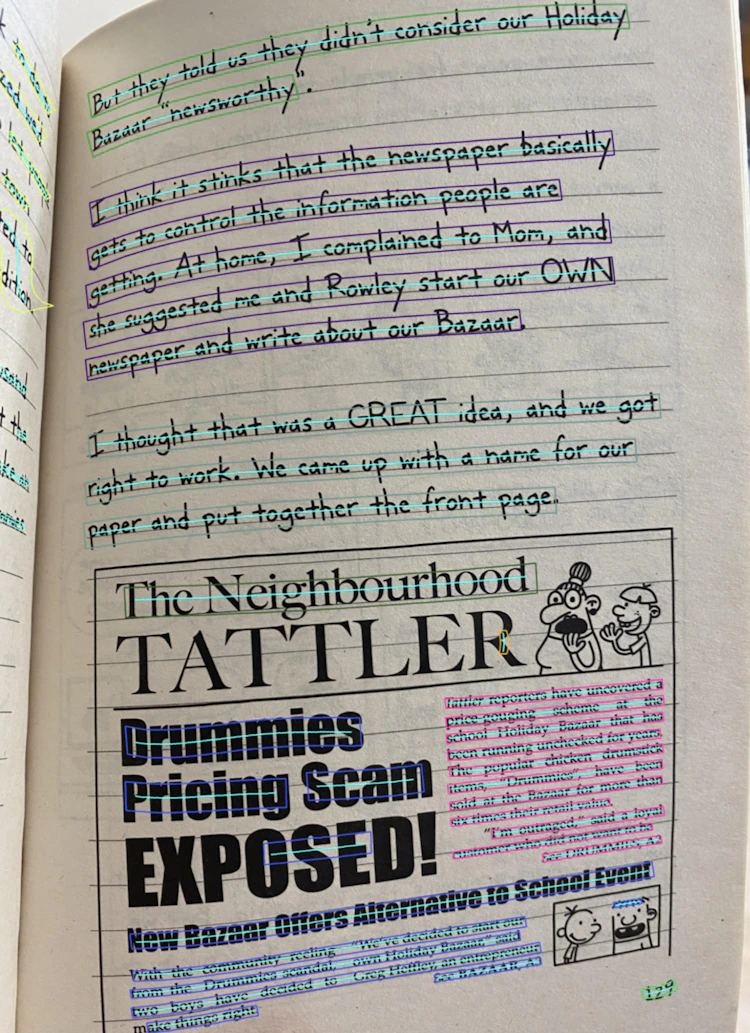 But they told us they didn't consider our Holiday
Bazaar "newsworthy".
I think it stinks that the newspaper basically
gets to control the information people are
getting. At home, I complained to Mom, and
she suggested me and Rowley start our OWN
newspaper and write about our Bazaar.
I thought that was a GREAT idea, and we got
right to work. We came up with a name for our
paper and put together the front page.
The Neighbourhood
TATTLER
Drummies
Pricing Scam
EXPOSED!
Tattler reporters have uncovered a
price-gouging scheme at the
school Holiday Bazaar that has
been running unchecked for years.
The popular chicken drumstick
items, "Drummies" have been
sold at the Bazaar for more than
six times their retail value.
"I'm outraged," said a loyal
customer who did not want to be
See DRUMMIES, A2
New Bazaar Offers Alternative to School Event
With the community reeling
from the Drummies scandal,
two boys have decided to
make things right
"We've decided to start our
own Holiday Bazaar" said
Greg Heffley, an entrepreneur
See BAZAAR, A
129